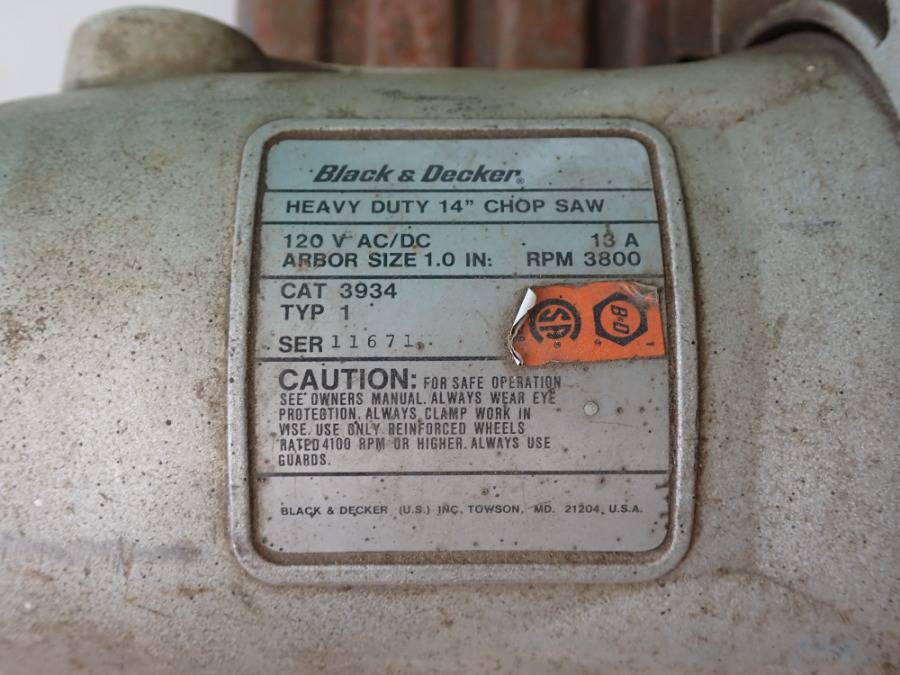 Black & Decker®
HEAVY DUTY 14" CHOP SAW
120 V AC/DC 13 A
ARBOR SIZE 1.0 IN: RPM 3800
CAT 3934
TYP 1
SER 11671
B&D
CAUTION: FOR SAFE OPERATION
SEE OWNERS MANUAL. ALWAYS WEAR EYE
PROTECTION. ALWAYS CLAMP WORK IN
VISE. USE ONLY REINFORCED WHEELS
RATED 4100 RPM OR HIGHER. ALWAYS USE
GUARDS.
BLACK & DECKER (U.S.) INC, TOWSON, MD. 21204, U.S.A.